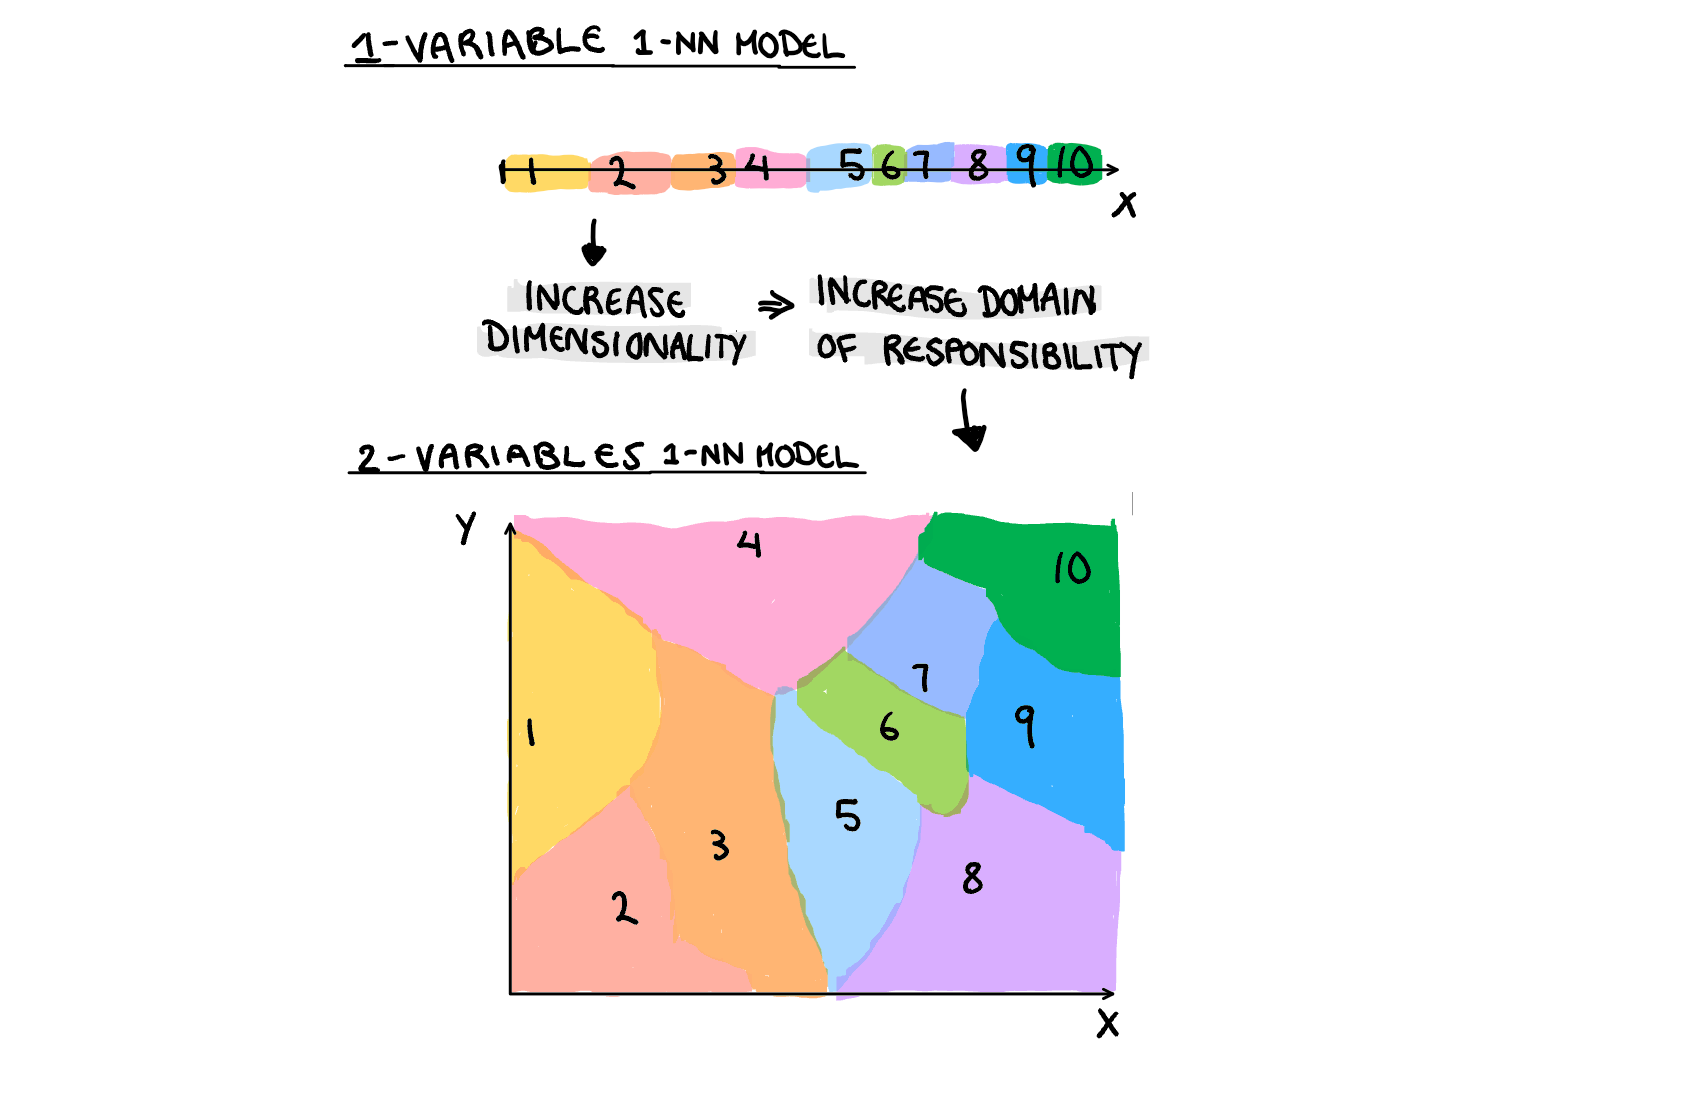 1-VARIABLE 1-NN MODEL
1 2 3 4 5 6 7 8 9 10
X
INCREASE DIMENSIONALITY
⇒
INCREASE DOMAIN OF RESPONSIBILITY
2-VARIABLES 1-NN MODEL
Y
4
10
7
6
9
1
5
3
8
2
X